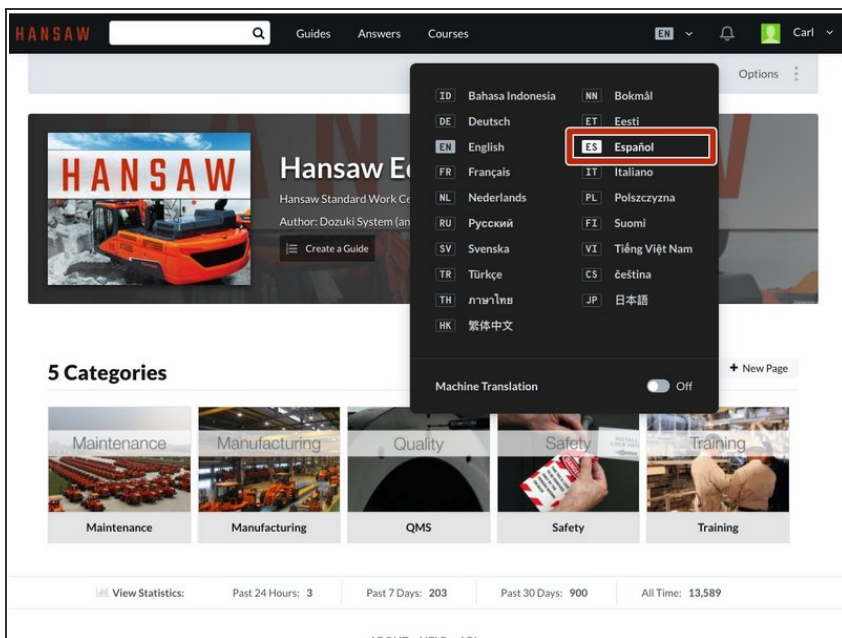 HANSAW
Guides
Answers
Courses
EN
Carl
Options
ID Bahasa Indonesia
NN Bokmål
DE Deutsch
ET Eesti
EN English
ES Español
FR Français
IT Italiano
NL Nederlands
PL Polszczyzna
RU Русский
FI Suomi
SV Svenska
VI Tiếng Việt Nam
TR Türkçe
CS čeština
TH ภาษาไทย
JP 日本語
HK 繁体中文
Machine Translation
Off
HANSAW
Hansaw
Hansaw Standard Work
Author: Dozuki System
Create a Guide
5 Categories
+ New Page
Maintenance
Manufacturing
Quality
Safety
Training
Maintenance
Manufacturing
QMS
Safety
Training
View Statistics:
Past 24 Hours: 3
Past 7 Days: 203
Past 30 Days: 900
All Time: 13,589